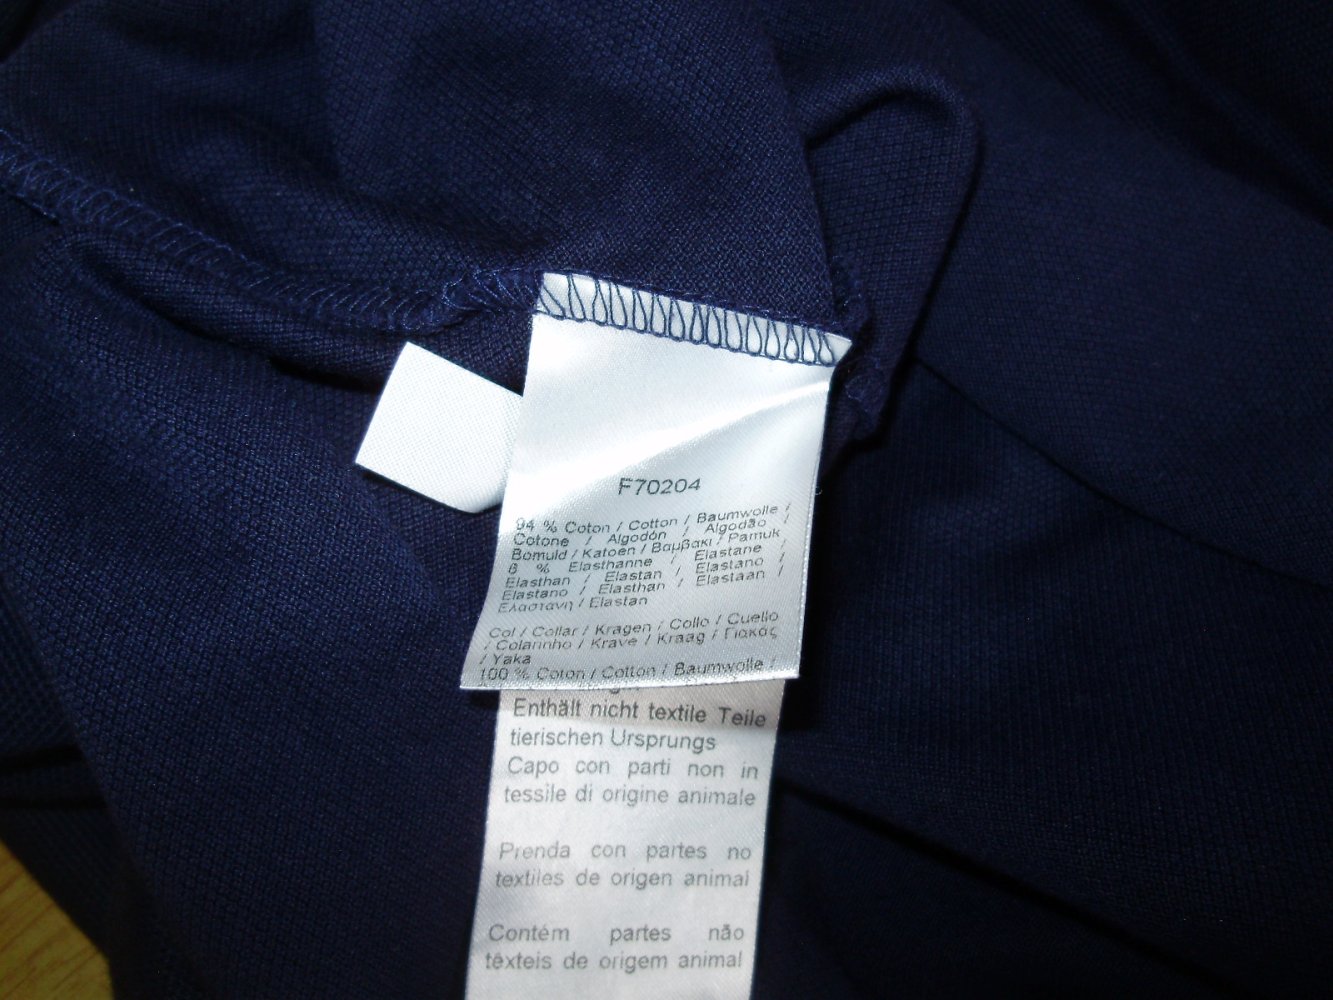 F70204
94 % Coton / Cotton / Baumwolle /
Cotone / Algodón / Algodão /
Bomuld / Katoen / Βαμβακι / Pamuk
6 % Elasthanne / Elastane /
Elasthan / Elastan / Elastano /
Elastano / Elasthan / Elastaan /
Ελαστανη / Elastan
Col / Collar / Kragen / Collo / Cuello
/ Colarinho / Krave / Kraag / Γιακάς
/ Yaka
100 % Coton / Cotton / Baumwolle /
Enthält nicht textile Teile
tierischen Ursprungs
Capo con parti non in
tessile di origine animale
Prenda con partes no
textiles de origen animal
Contém partes não
têxteis de origem animal